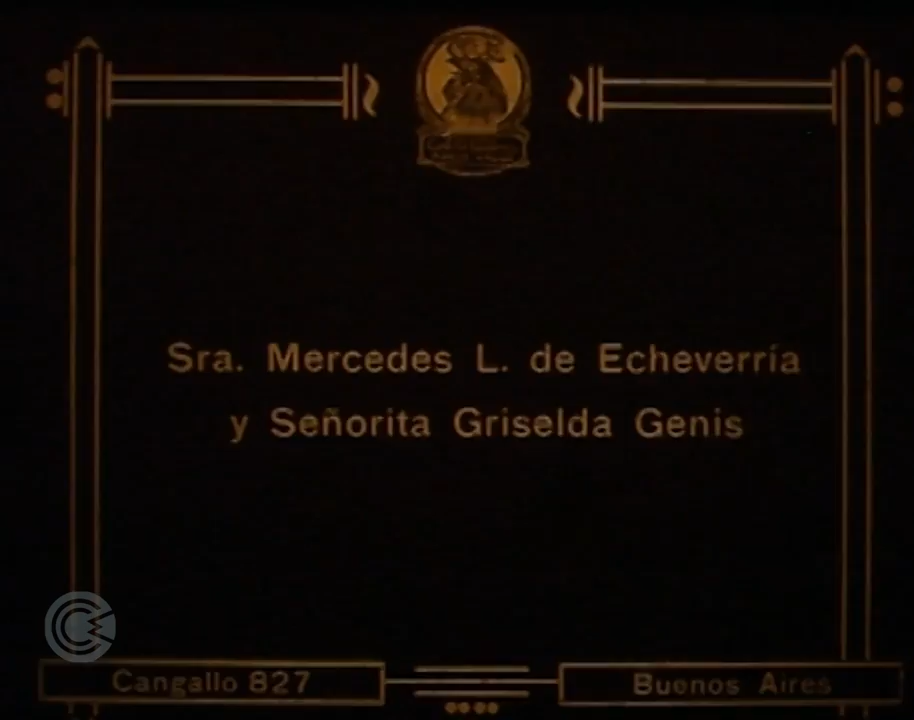 Sra. Mercedes L. de Echeverría
y Señorita Griselda Genis
Cangallo 827
Buenos Aires